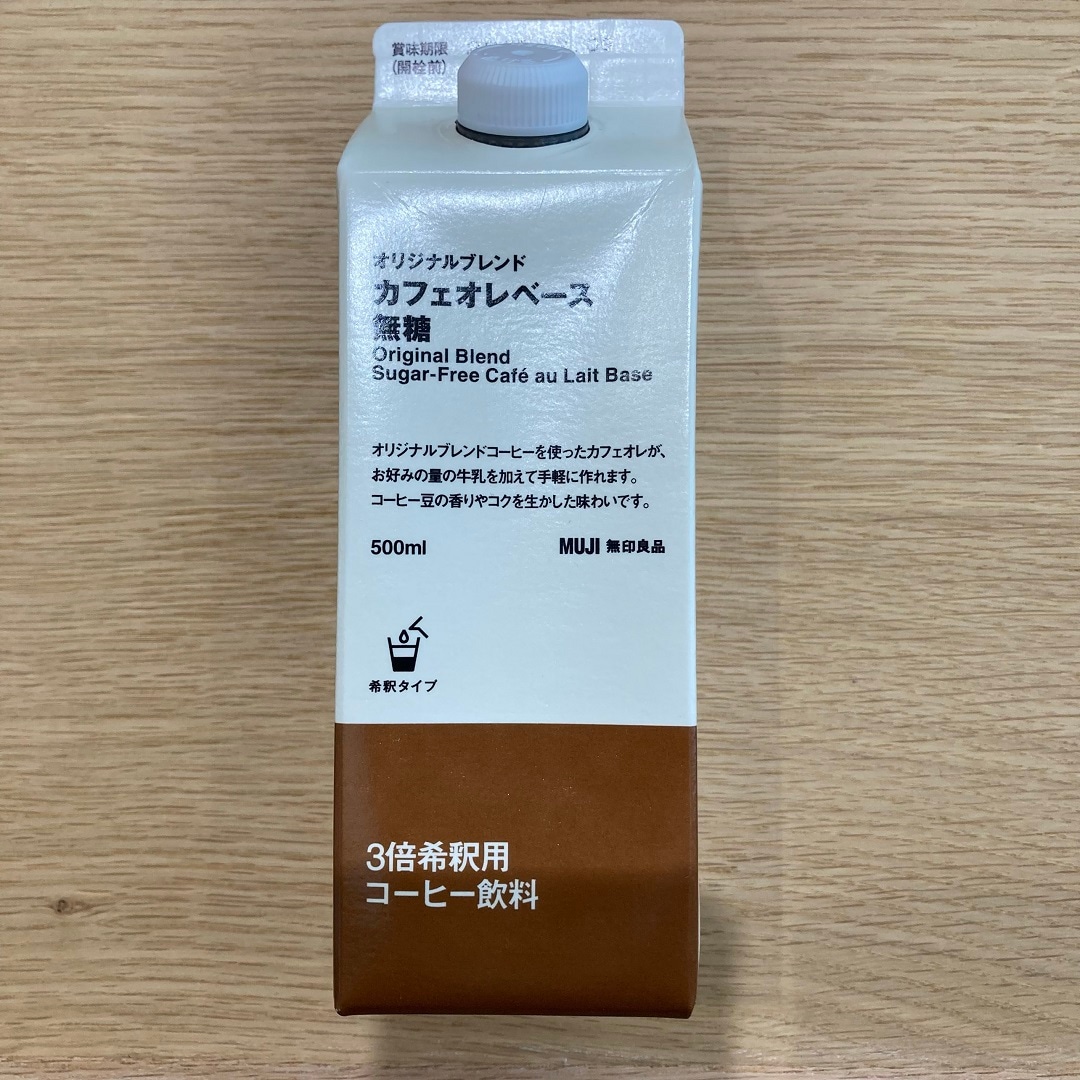 賞味期限
(開栓前)
オリジナルブレンド
カフェオレベース
無糖
Original Blend
Sugar-Free Café au Lait Base
オリジナルブレンドコーヒーを使ったカフェオレが、
お好みの量の牛乳を加えて手軽に作れます。
コーヒー豆の香りやコクを生かした味わいです。
500ml
MUJI 無印良品
希釈タイプ
3倍希釈用
コーヒー飲料